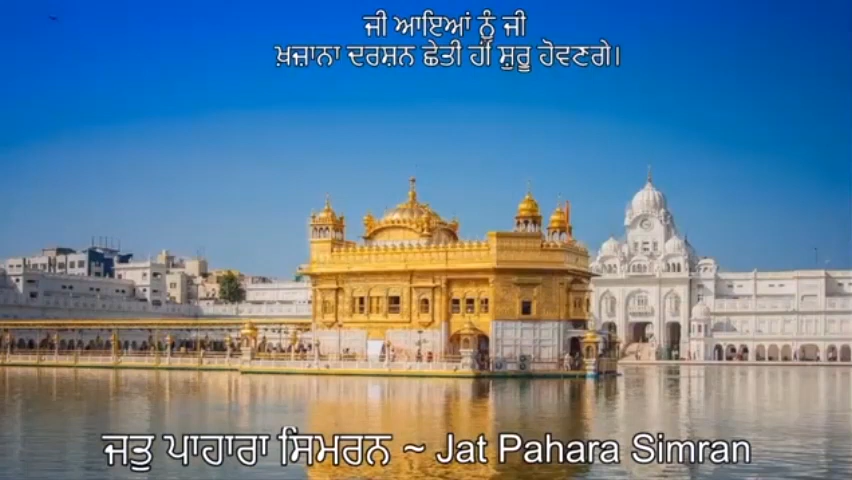 ਜੀ ਆਇਆਂ ਨੂੰ ਜੀ
ਖ਼ਜ਼ਾਨਾ ਦਰਸ਼ਨ ਛੇਤੀ ਹੀ ਸ਼ੁਰੂ ਹੋਵਣਗੇ।
ਜਤੁ ਪਾਹਾਰਾ ਸਿਮਰਨ ~ Jat Pahara Simran